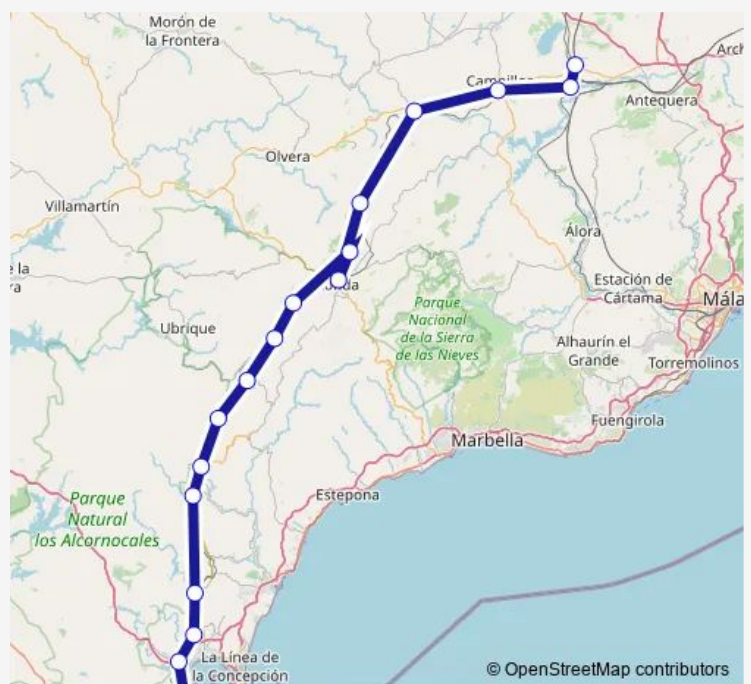 Morón de
la Frontera
Antequera
Olvera
Villamartín
Álora
Estación de
Cártama
Parque
Nacional
de la Sierra
de las Nieves
Ubrique
Alhaurín el
Grande
Torremolinos
Fuengirola
Marbella
Estepona
Parque
Natural
los Alcornocales
La Línea de
la Concepción
© OpenStreetMap contributors